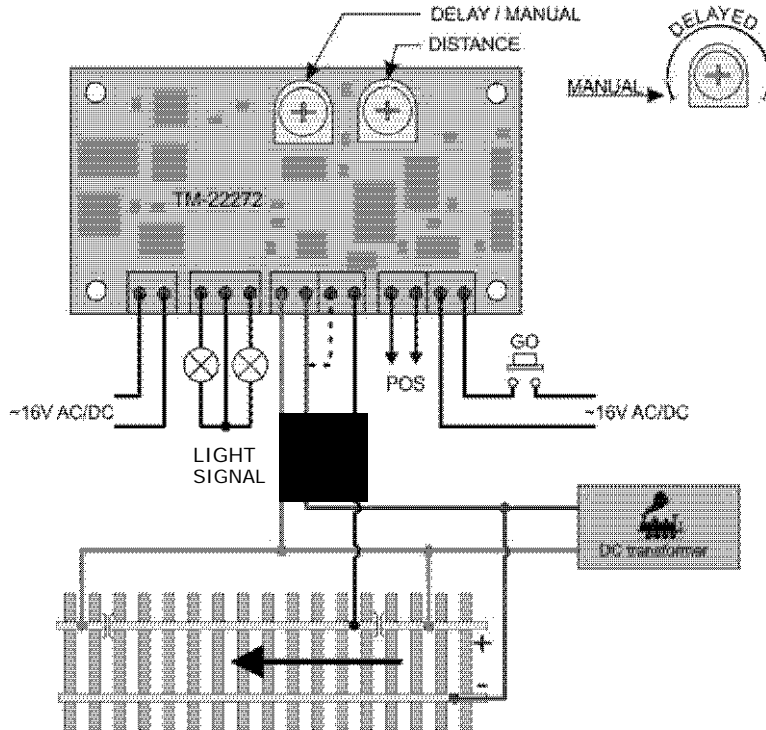 DELAY / MANUAL
DISTANCE
DELAYED
MANUAL
TM-22272
GO
POS
~16V AC/DC
~16V AC/DC
LIGHT
SIGNAL
DC transformer
+
-